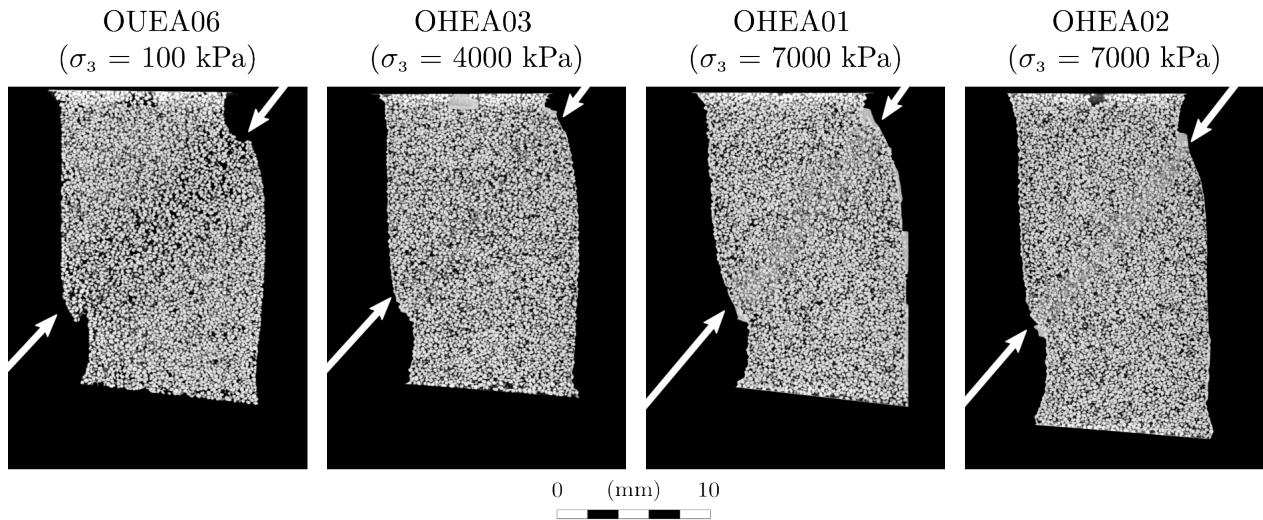 OUEA06
(σ₃ = 100 kPa)
OHEA03
(σ₃ = 4000 kPa)
OHEA01
(σ₃ = 7000 kPa)
OHEA02
(σ₃ = 7000 kPa)
0 (mm) 10